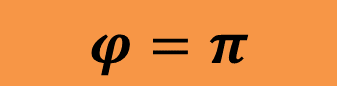 φ = π